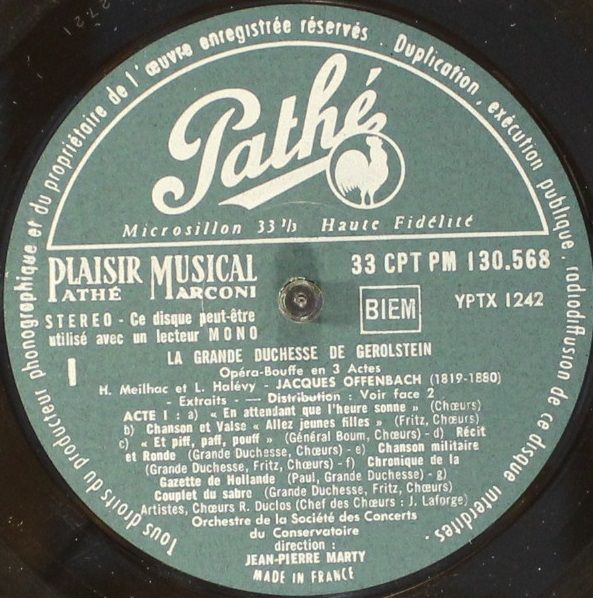 Tous droits du producteur phonographique et du propriétaire de l'œuvre enregistrée réservés. Duplication, exécution publique, radiodiffusion de ce disque interdites.
Pathé
Microsillon 33 1/3 Haute Fidélité
PLAISIR MUSICAL
PATHÉ MARCONI
33 CPT PM 130.568
BIEM
YPTX 1242
STEREO - Ce disque peut-être
utilisé avec un lecteur MONO
I
LA GRANDE DUCHESSE DE GEROLSTEIN
Opéra-Bouffe en 3 Actes
H. Meilhac et L. Halévy - JACQUES OFFENBACH (1819-1880)
- Extraits - — Distribution : Voir face 2
ACTE I : a) « En attendant que l'heure sonne » (Chœurs)
b) Chanson et Valse « Allez jeunes filles » (Fritz, Chœurs)
c) « Et piff, paff, pouff » (Général Boum, Chœurs) - d) Récit
et Ronde (Grande Duchesse, Chœurs) - e) Chanson militaire
(Grande Duchesse, Fritz, Chœurs) - f) Chronique de la
Gazette de Hollande (Paul, Grande Duchesse) - g)
Couplet du sabre (Grande Duchesse, Fritz, Chœurs)
Artistes, Chœurs R. Duclos (Chef des Chœurs : J. Laforge)
Orchestre de la Société des Concerts
du Conservatoire
direction :
JEAN-PIERRE MARTY
MADE IN FRANCE